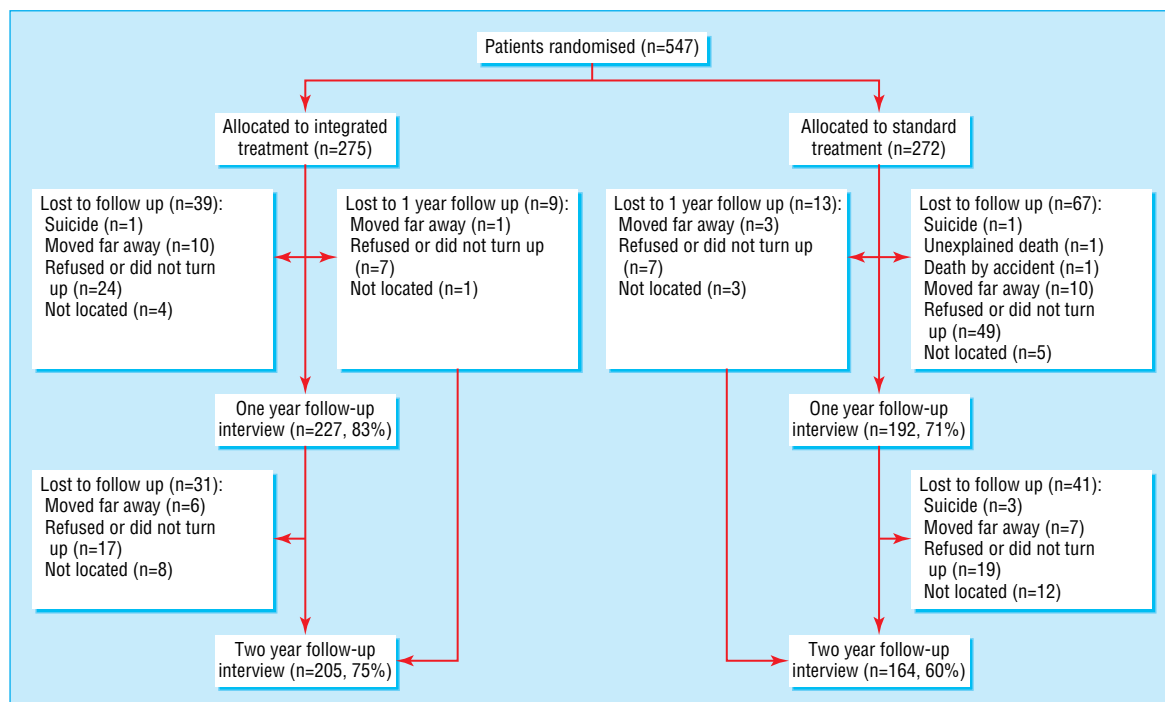 Patients randomised (n=547)
Allocated to integrated
treatment (n=275)
Allocated to standard
treatment (n=272)
Lost to follow up (n=39):
Suicide (n=1)
Moved far away (n=10)
Refused or did not turn
up (n=24)
Not located (n=4)
Lost to 1 year follow up (n=9):
Moved far away (n=1)
Refused or did not turn up
(n=7)
Not located (n=1)
Lost to 1 year follow up (n=13):
Moved far away (n=3)
Refused or did not turn up
(n=7)
Not located (n=3)
Lost to follow up (n=67):
Suicide (n=1)
Unexplained death (n=1)
Death by accident (n=1)
Moved far away (n=10)
Refused or did not turn
up (n=49)
Not located (n=5)
One year follow-up
interview (n=227, 83%)
One year follow-up
interview (n=192, 71%)
Lost to follow up (n=31):
Moved far away (n=6)
Refused or did not turn
up (n=17)
Not located (n=8)
Lost to follow up (n=41):
Suicide (n=3)
Moved far away (n=7)
Refused or did not turn
up (n=19)
Not located (n=12)
Two year follow-up
interview (n=205, 75%)
Two year follow-up
interview (n=164, 60%)